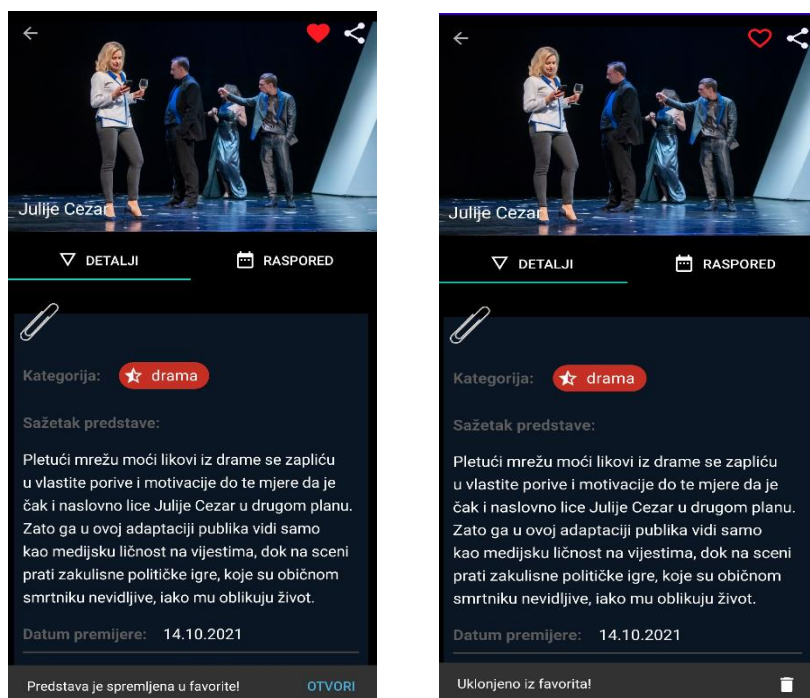 Julije Cezar
DETALJI
RASPORED
Kategorija:
drama
Sažetak predstave:
Pletući mrežu moći likovi iz drame se zapliću
u vlastite porive i motivacije do te mjere da je
čak i naslovno lice Julije Cezar u drugom planu.
Zato ga u ovoj adaptaciji publika vidi samo
kao medijsku ličnost na vijestima, dok na sceni
prati zakulisne političke igre, koje su običnom
smrtniku nevidljive, iako mu oblikuju život.
Datum premijere: 14.10.2021
Predstava je spremljena u favorite!
OTVORI
Julije Cezar
DETALJI
RASPORED
Kategorija:
drama
Sažetak predstave:
Pletući mrežu moći likovi iz drame se zapliću
u vlastite porive i motivacije do te mjere da je
čak i naslovno lice Julije Cezar u drugom planu.
Zato ga u ovoj adaptaciji publika vidi samo
kao medijsku ličnost na vijestima, dok na sceni
prati zakulisne političke igre, koje su običnom
smrtniku nevidljive, iako mu oblikuju život.
Datum premijere: 14.10.2021
Uklonjeno iz favorita!